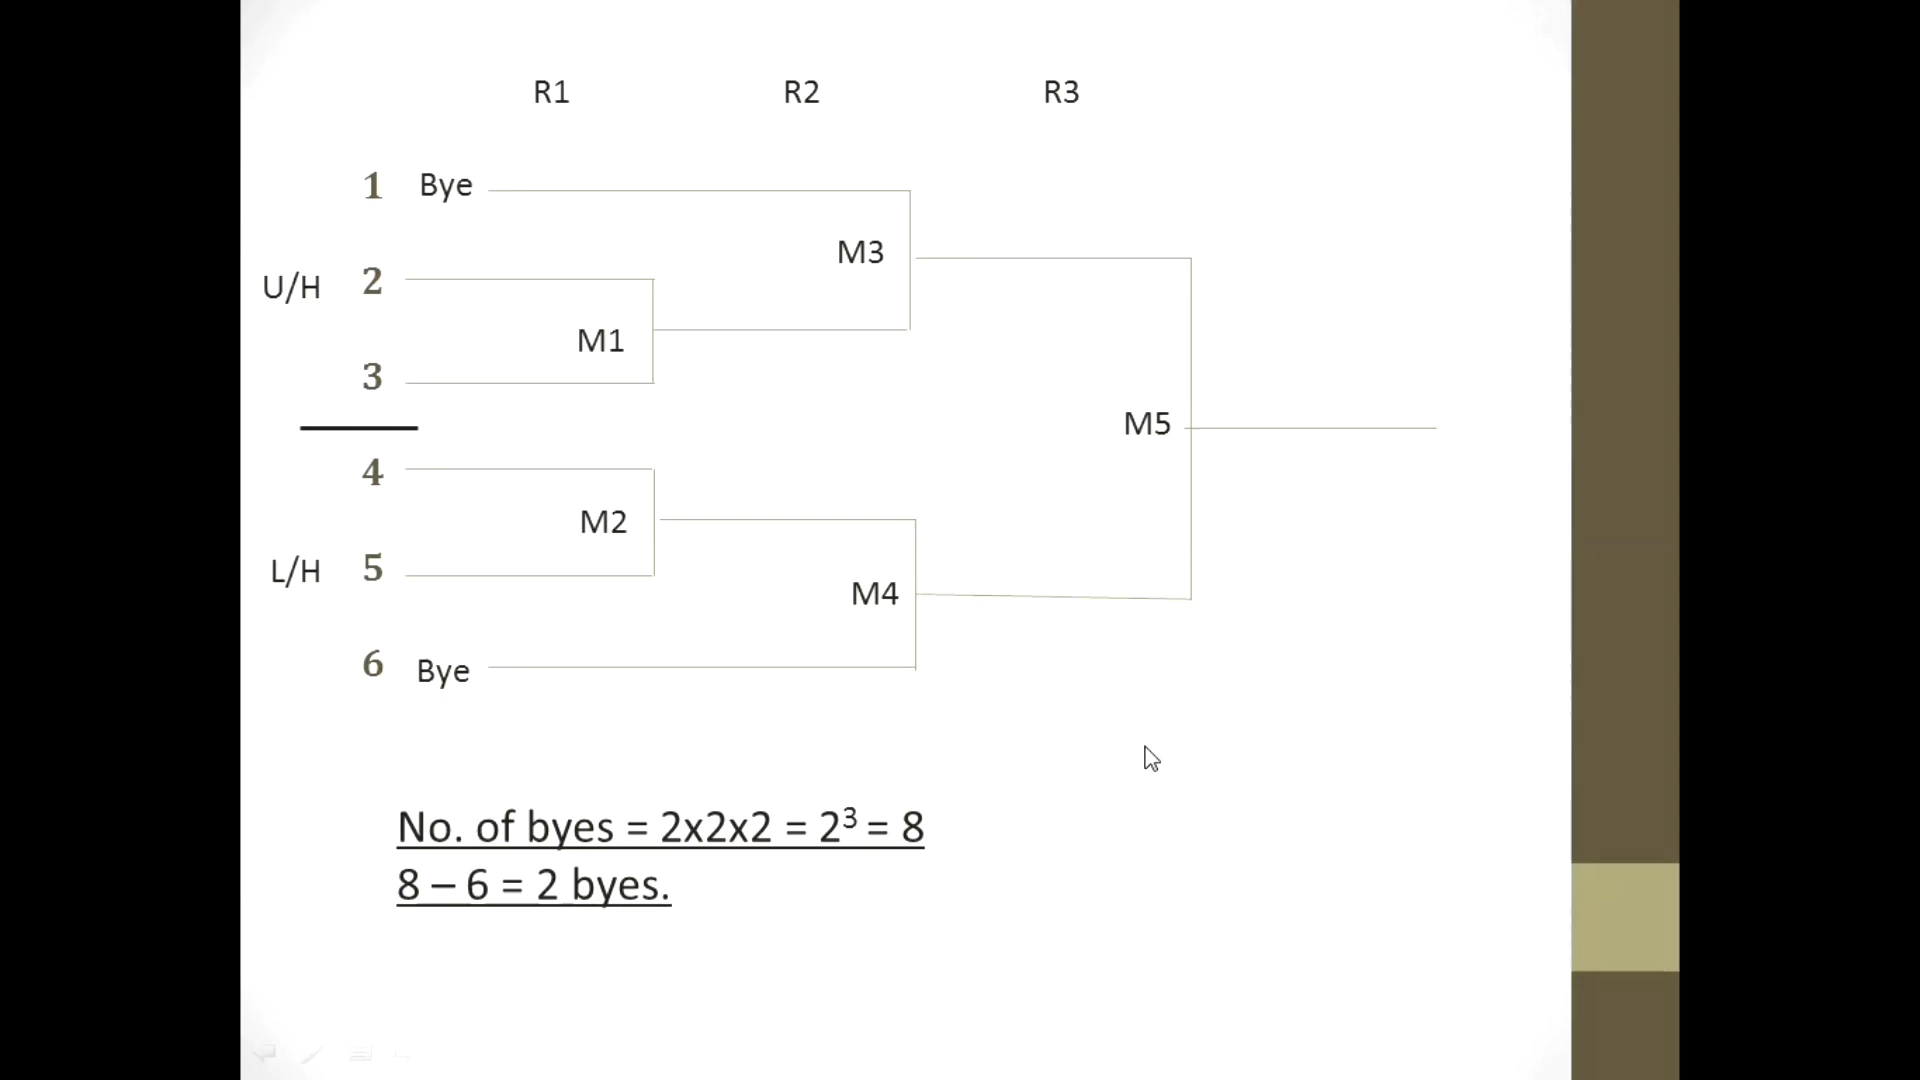 R1 R2 R3
1 Bye
M3
U/H 2
M1
3
M5
4
M2
L/H 5
M4
6 Bye
No. of byes = 2x2x2 = 2³ = 8
8 – 6 = 2 byes.